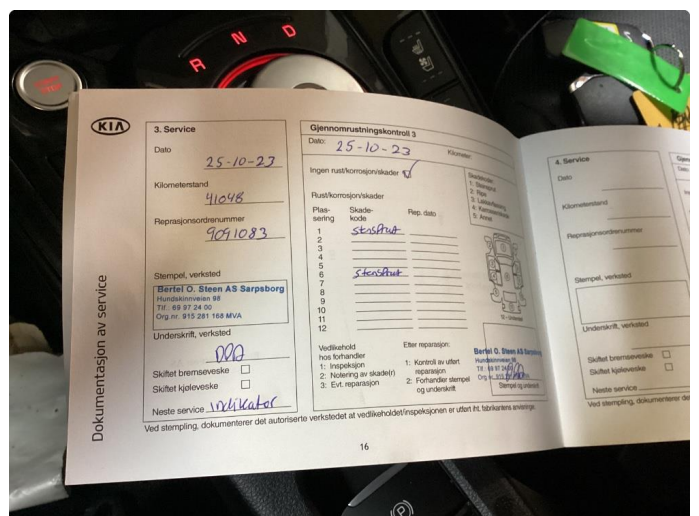 R N D
KIA
Dokumentasjon av service
3. Service
Dato
25-10-23
Kilometerstand
41048
Reprasjonsordrenummer
9091083
Stempel, verksted
Bertel O. Steen AS Sarpsborg
Hundskinnveien 98
Tlf.: 69 97 24 00
Org.nr. 915 281 168 MVA
Underskrift, verksted
Skiftet bremseveske
Skiftet kjøleveske
Neste service indikator
Gjennomrustningskontroll 3
Dato: 25-10-23
Kilometer:
Ingen rust/korrosjon/skader
Rust/korrosjon/skader
Plas-sering Skade-kode Rep. dato
1
2
3
4
5
6
7
8
9
10
11
12
Vedlikehold
hos forhandler
1: Inspeksjon
2: Notering av skade(r)
3: Evt. reparasjon
Efter reparasjon:
1: Kontroll av utført
reparasjon
2: Forhandler stempel
og underskrift
Bertel O. Steen AS Sarpsborg
Stempel og underskrift
Ved stempling, dokumenterer det autoriserte verkstedet at vedlikeholdet/inspeksjonen er utført iht. fabrikantens anvisninger.
16
4. Service
Dato
Kilometerstand
Reprasjonsordrenummer
Stempel, verksted
Underskrift, verksted
Skiftet bremseveske
Skiftet kjøleveske
Neste service
Ved stempling, dokumenterer det
P